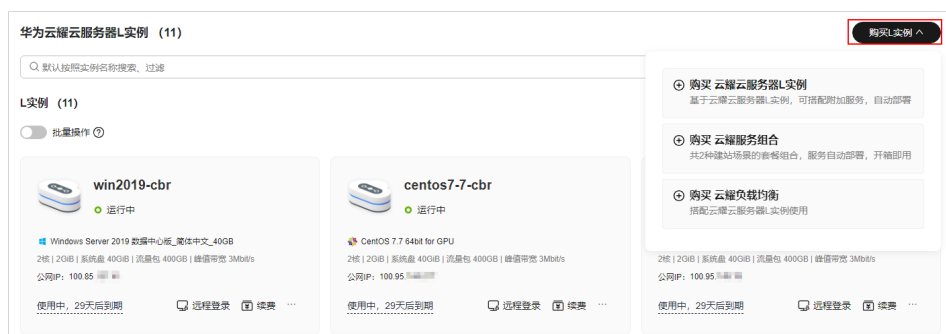 华为云耀云服务器L实例 (11)
购买L实例
默认按照实例名称搜索、过滤
购买 云耀云服务器L实例
基于云耀云服务器L实例，可搭配附加服务，自动部署
L实例 (11)
批量操作
购买 云耀服务组合
共2种建站场景的套餐组合，服务自动部署，开箱即用
购买 云耀负载均衡
搭配云耀云服务器L实例使用
win2019-cbr
运行中
Windows Server 2019 数据中心版_简体中文_40GB
2核 | 2GiB | 系统盘 40GiB | 流量包 400GB | 峰值带宽 3Mbit/s
公网IP：100.85
使用中，29天后到期
远程登录 续费 ···
centos7-7-cbr
运行中
CentOS 7.7 64bit for GPU
2核 | 2GiB | 系统盘 40GiB | 流量包 400GB | 峰值带宽 3Mbit/s
公网IP：100.95
使用中，29天后到期
远程登录 续费 ···
2核 | 2GiB | 系统盘 40GiB | 流量包 400GB | 峰值带宽 3Mbit/s
公网IP：100.95
使用中，29天后到期
远程登录 续费 ···